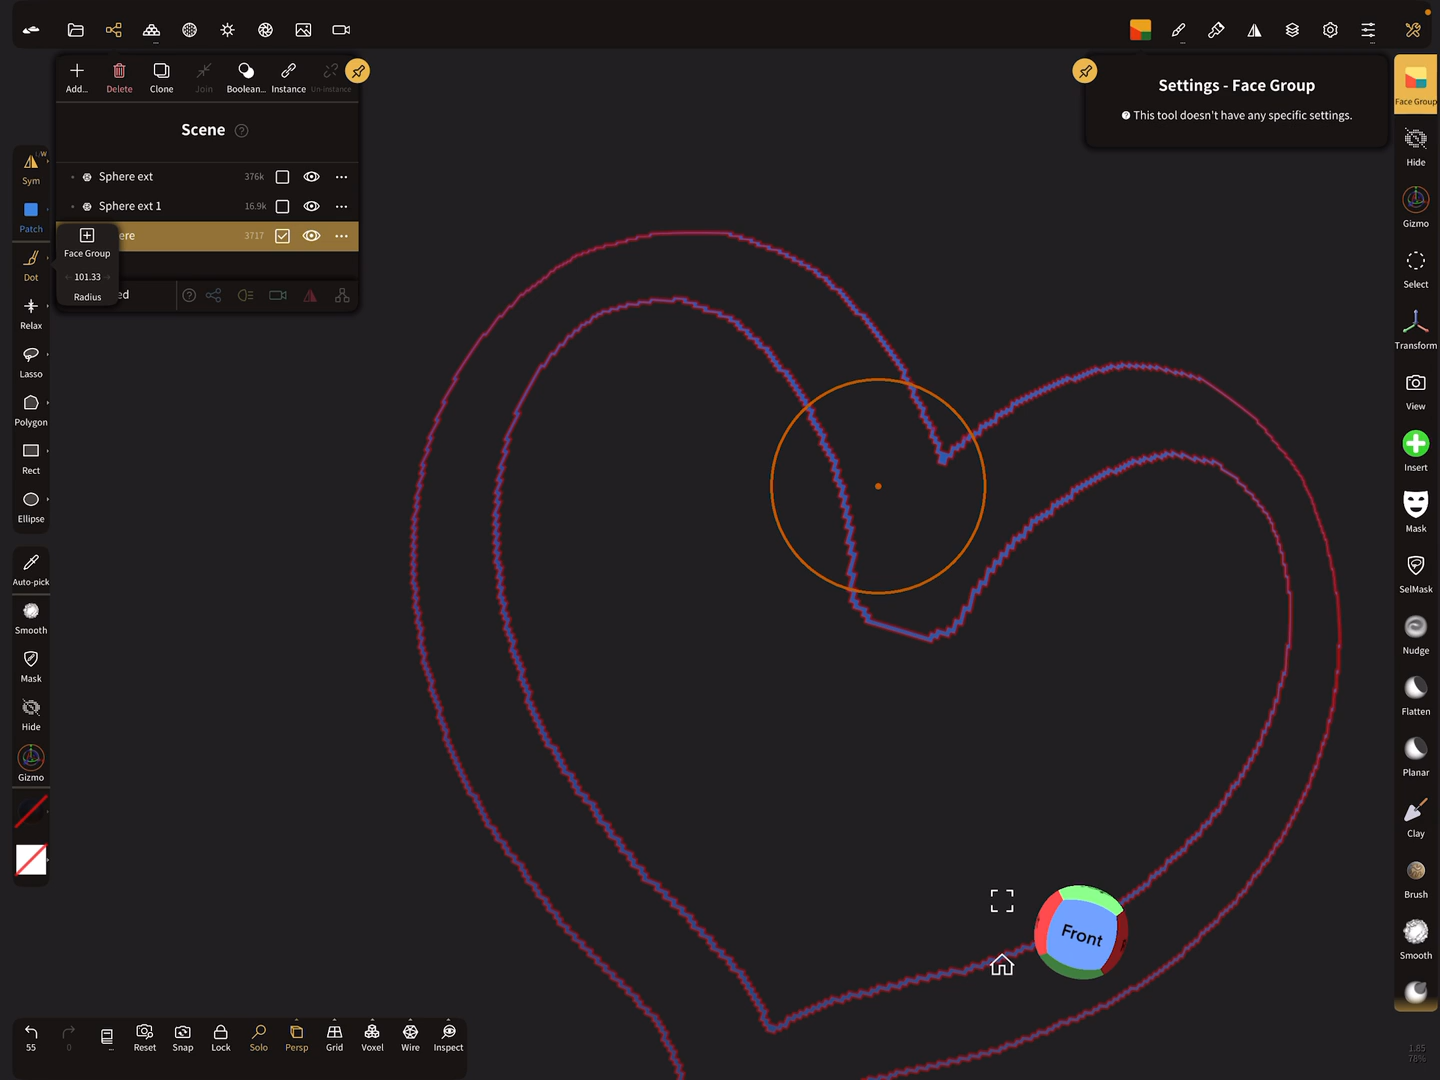 Add...
Delete
Clone
Join
Boolean...
Instance
Un-instance
Scene
Sphere ext
376k
Sphere ext 1
16.9k
ere
3717
ed
Face Group
101.33
Radius
L/W
Sym
Patch
Dot
Relax
Lasso
Polygon
Rect
Ellipse
Auto-pick
Smooth
Mask
Hide
Gizmo
Settings - Face Group
This tool doesn't have any specific settings.
Face Group
Hide
Gizmo
Select
Transform
View
Insert
Mask
SelMask
Nudge
Flatten
Planar
Clay
Brush
Smooth
Front
55
0
...
Reset
Snap
Lock
Solo
Persp
Grid
Voxel
Wire
Inspect
1.85
78%